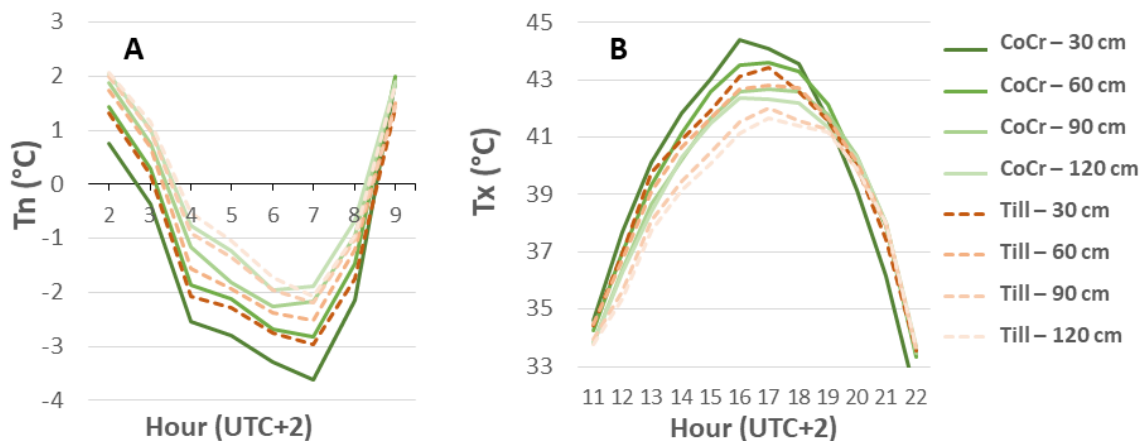 A
Tn (°C)
3
2
1
0
-1
-2
-3
-4
2 3 4 5 6 7 8 9
Hour (UTC+2)
B
Tx (°C)
45
43
41
39
37
35
33
11 12 13 14 15 16 17 18 19 20 21 22
Hour (UTC+2)
CoCr – 30 cm
CoCr – 60 cm
CoCr – 90 cm
CoCr – 120 cm
Till – 30 cm
Till – 60 cm
Till – 90 cm
Till – 120 cm